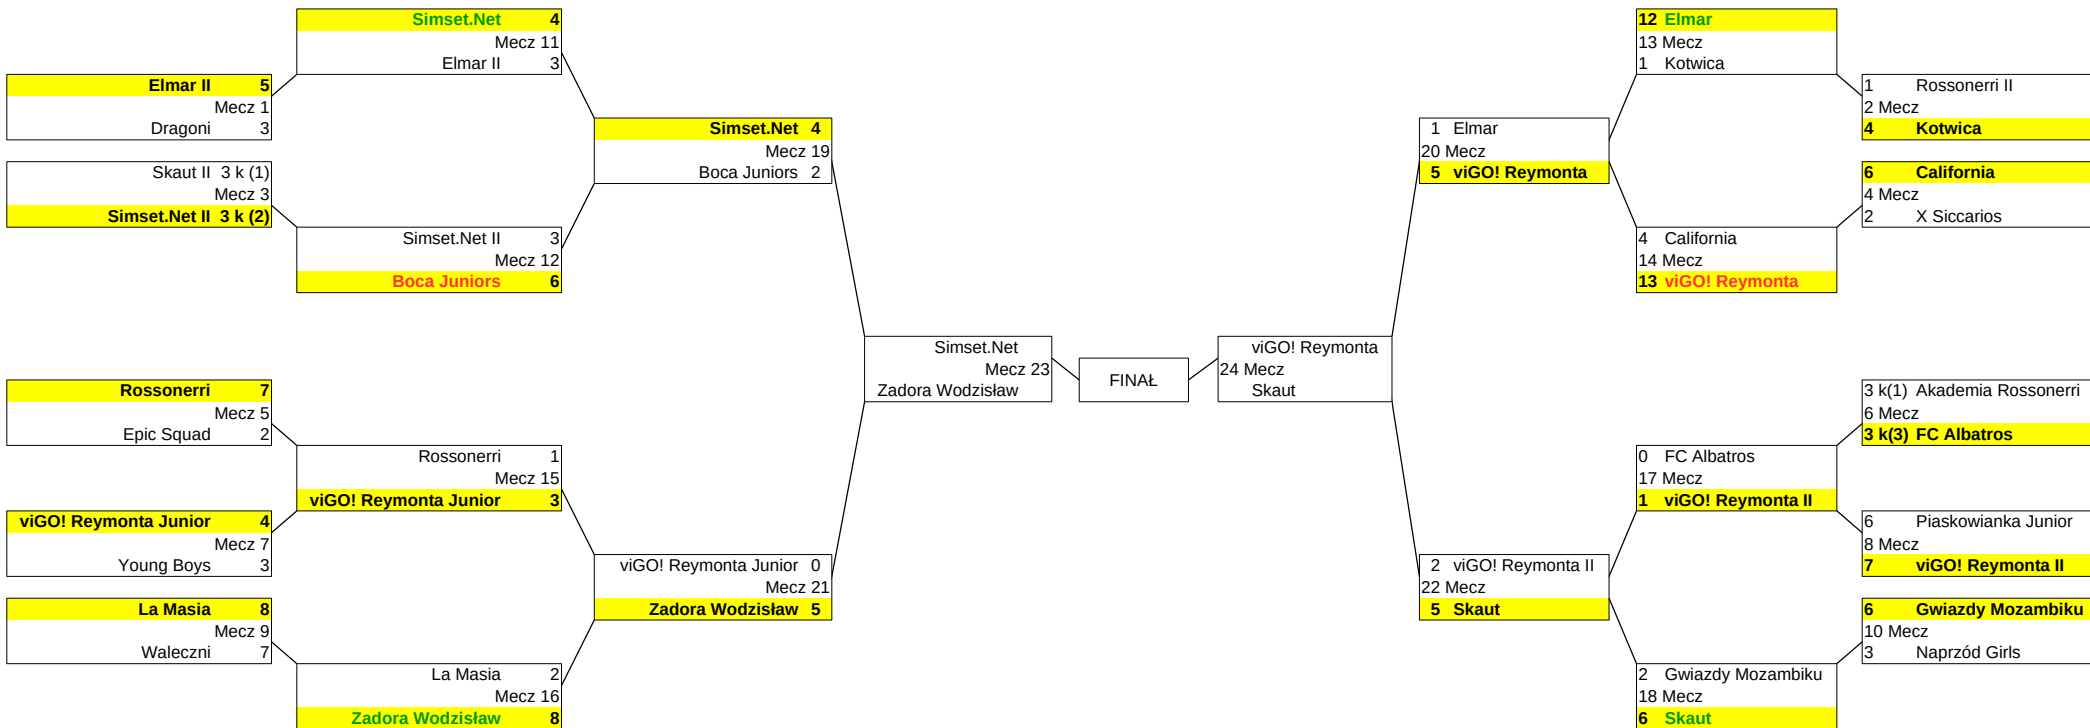 Simset.Net 4
Mecz 11
Elmar II 3
Elmar II 5
Mecz 1
Dragoni 3
Skaut II 3 k (1)
Mecz 3
Simset.Net II 3 k (2)
Simset.Net II 3
Mecz 12
Boca Juniors 6
Simset.Net 4
Mecz 19
Boca Juniors 2
Rossonerri 7
Mecz 5
Epic Squad 2
Rossonerri 1
Mecz 15
viGO! Reymonta Junior 3
viGO! Reymonta Junior 4
Mecz 7
Young Boys 3
La Masia 8
Mecz 9
Waleczni 7
La Masia 2
Mecz 16
Zadora Wodzisław 8
viGO! Reymonta Junior 0
Mecz 21
Zadora Wodzisław 5
Simset.Net
Mecz 23
Zadora Wodzisław
FINAŁ
viGO! Reymonta
24 Mecz
Skaut
1 Elmar
20 Mecz
5 viGO! Reymonta
12 Elmar
13 Mecz
1 Kotwica
1 Rossonerri II
2 Mecz
4 Kotwica
6 California
4 Mecz
2 X Siccarios
4 California
14 Mecz
13 viGO! Reymonta
3 k(1) Akademia Rossonerri
6 Mecz
3 k(3) FC Albatros
0 FC Albatros
17 Mecz
1 viGO! Reymonta II
6 Piaskowianka Junior
8 Mecz
7 viGO! Reymonta II
2 viGO! Reymonta II
22 Mecz
5 Skaut
6 Gwiazdy Mozambiku
10 Mecz
3 Naprzód Girls
2 Gwiazdy Mozambiku
18 Mecz
6 Skaut